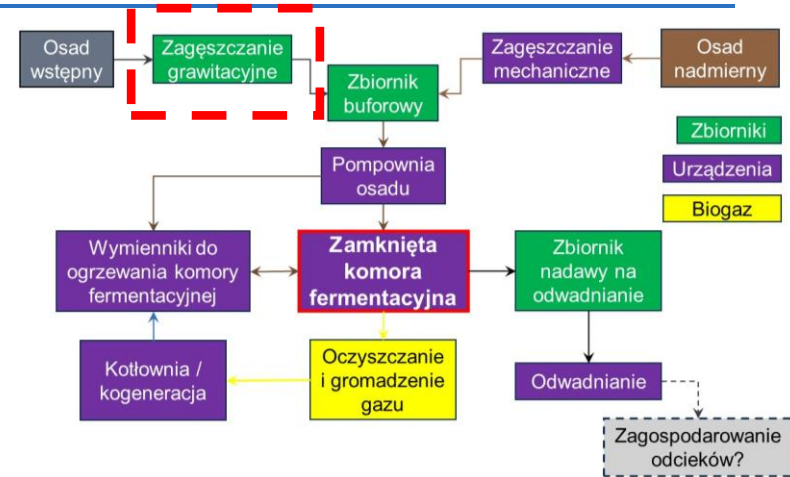 Osad
wstępny
Zagęszczanie
grawitacyjne
Zbiornik
buforowy
Zagęszczanie
mechaniczne
Osad
nadmierny
Zbiorniki
Urządzenia
Biogaz
Pompownia
osadu
Wymienniki do
ogrzewania komory
fermentacyjnej
Zamknięta
komora
fermentacyjna
Zbiornik
nadawy na
odwadnianie
Kotłownia /
kogeneracja
Oczyszczanie
i gromadzenie
gazu
Odwadnianie
Zagospodarowanie
odcieków?